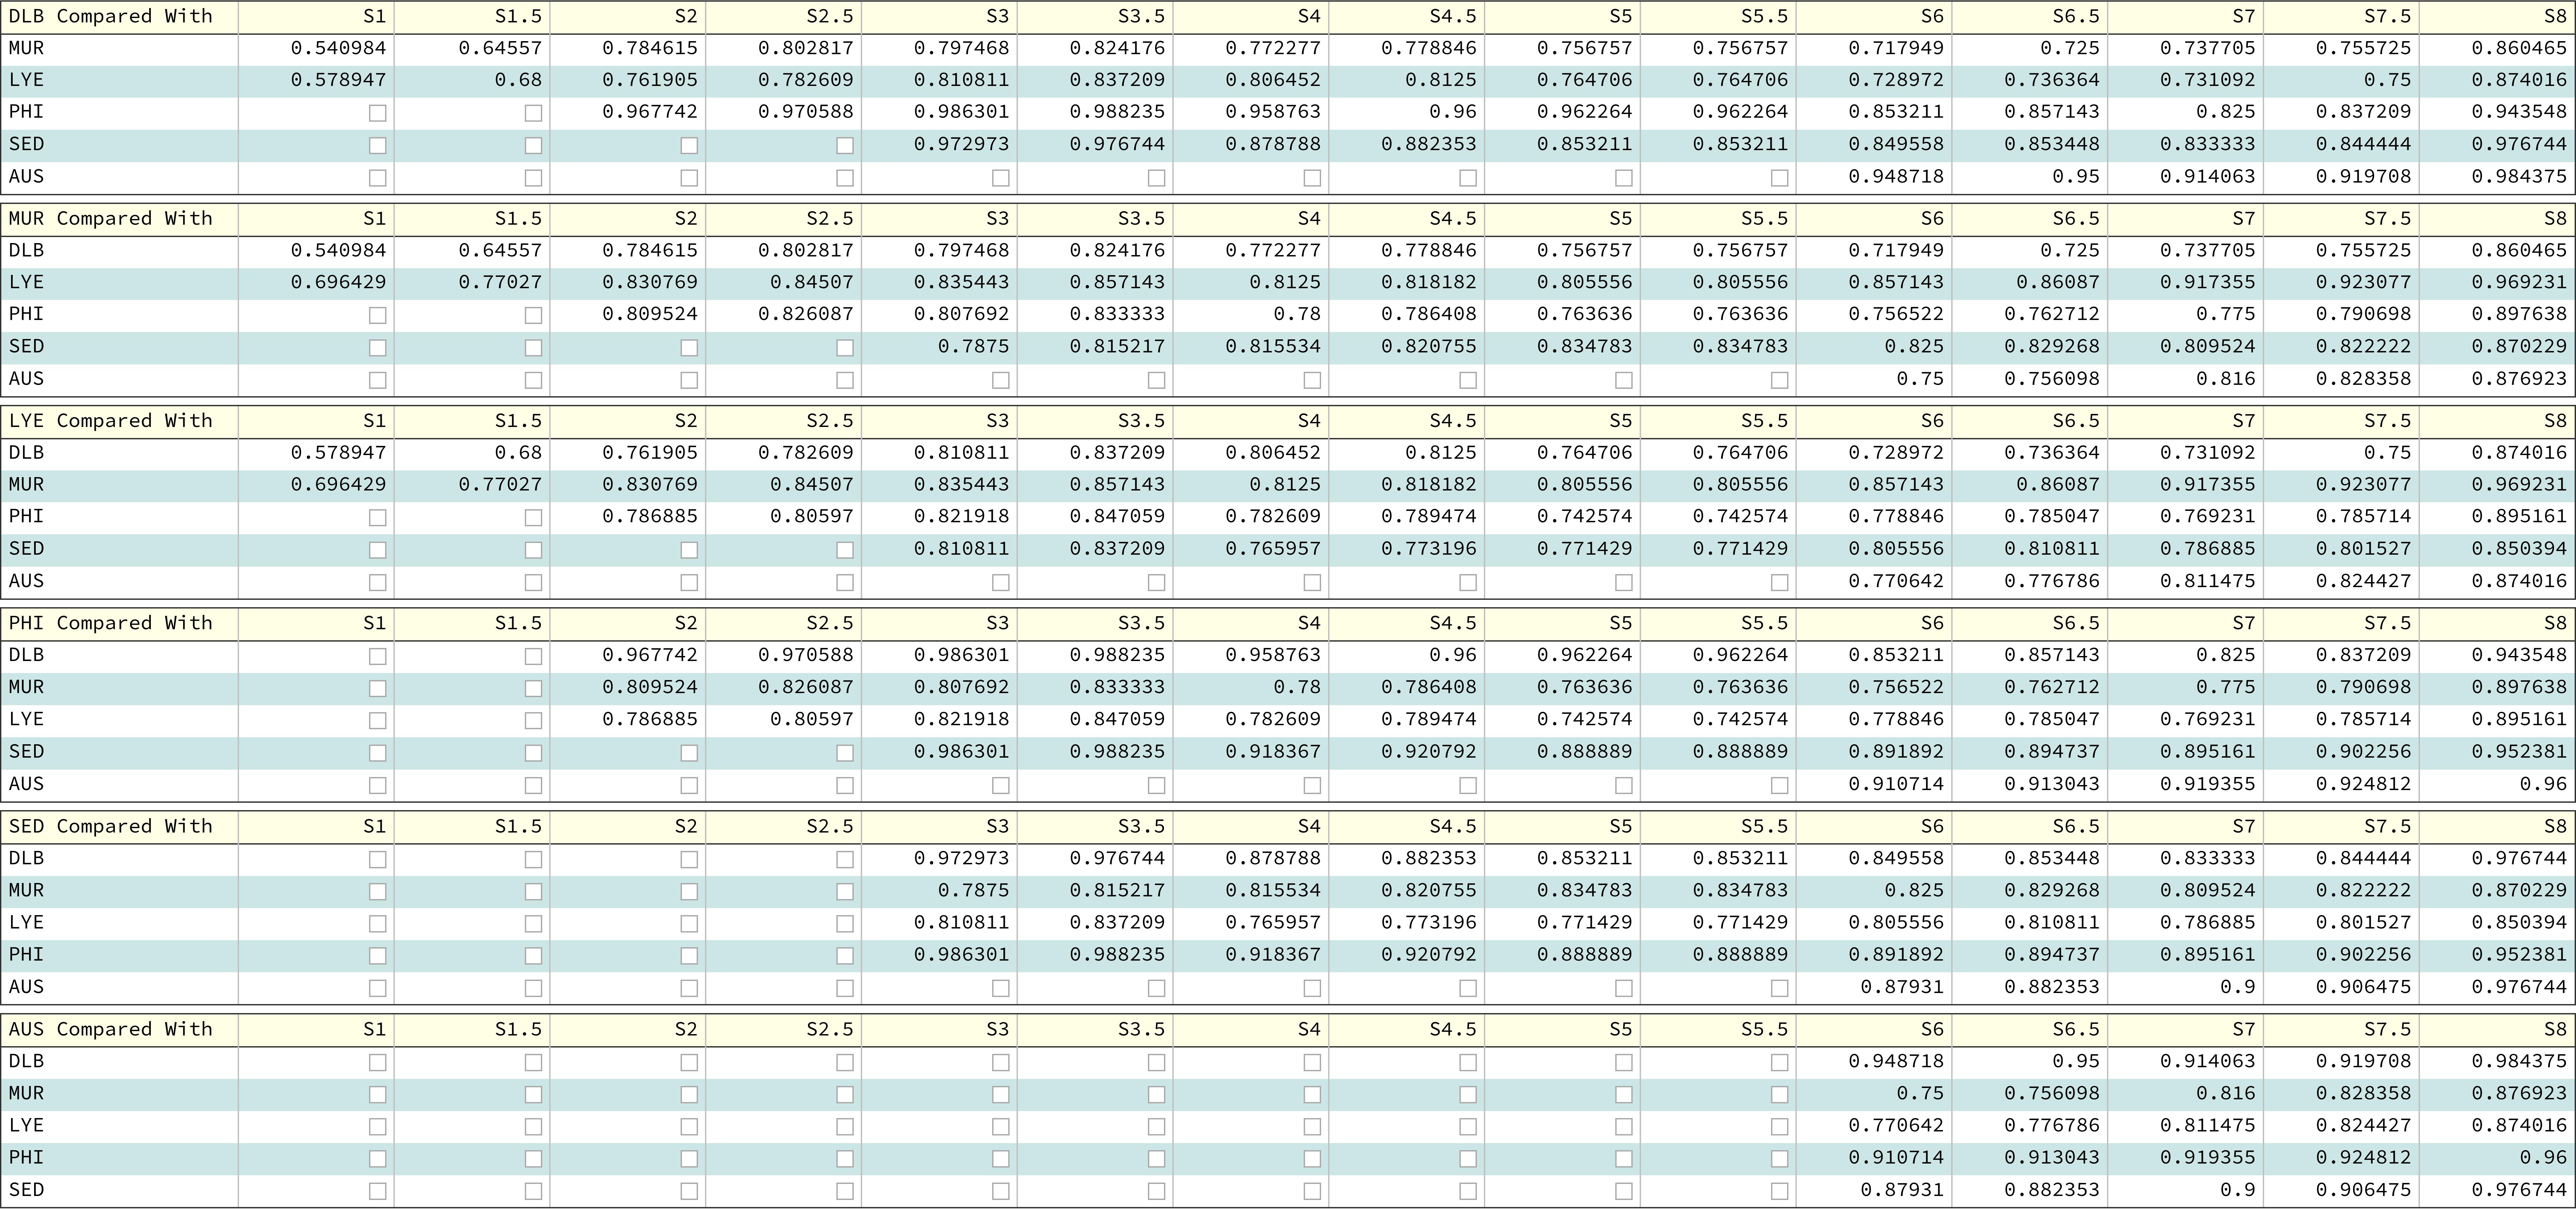 DLB Compared With S1 S1.5 S2 S2.5 S3 S3.5 S4 S4.5 S5 S5.5 S6 S6.5 S7 S7.5 S8
MUR 0.540984 0.64557 0.784615 0.802817 0.797468 0.824176 0.772277 0.778846 0.756757 0.756757 0.717949 0.725 0.737705 0.755725 0.860465
LYE 0.578947 0.68 0.761905 0.782609 0.810811 0.837209 0.806452 0.8125 0.764706 0.764706 0.728972 0.736364 0.731092 0.75 0.874016
PHI 0.967742 0.970588 0.986301 0.988235 0.958763 0.96 0.962264 0.962264 0.853211 0.857143 0.825 0.837209 0.943548
SED 0.972973 0.976744 0.878788 0.882353 0.853211 0.853211 0.849558 0.853448 0.833333 0.844444 0.976744
AUS 0.948718 0.95 0.914063 0.919708 0.984375
MUR Compared With S1 S1.5 S2 S2.5 S3 S3.5 S4 S4.5 S5 S5.5 S6 S6.5 S7 S7.5 S8
DLB 0.540984 0.64557 0.784615 0.802817 0.797468 0.824176 0.772277 0.778846 0.756757 0.756757 0.717949 0.725 0.737705 0.755725 0.860465
LYE 0.696429 0.77027 0.830769 0.84507 0.835443 0.857143 0.8125 0.818182 0.805556 0.805556 0.857143 0.86087 0.917355 0.923077 0.969231
PHI 0.809524 0.826087 0.807692 0.833333 0.78 0.786408 0.763636 0.763636 0.756522 0.762712 0.775 0.790698 0.897638
SED 0.7875 0.815217 0.815534 0.820755 0.834783 0.834783 0.825 0.829268 0.809524 0.822222 0.870229
AUS 0.75 0.756098 0.816 0.828358 0.876923
LYE Compared With S1 S1.5 S2 S2.5 S3 S3.5 S4 S4.5 S5 S5.5 S6 S6.5 S7 S7.5 S8
DLB 0.578947 0.68 0.761905 0.782609 0.810811 0.837209 0.806452 0.8125 0.764706 0.764706 0.728972 0.736364 0.731092 0.75 0.874016
MUR 0.696429 0.77027 0.830769 0.84507 0.835443 0.857143 0.8125 0.818182 0.805556 0.805556 0.857143 0.86087 0.917355 0.923077 0.969231
PHI 0.786885 0.80597 0.821918 0.847059 0.782609 0.789474 0.742574 0.742574 0.778846 0.785047 0.769231 0.785714 0.895161
SED 0.810811 0.837209 0.765957 0.773196 0.771429 0.771429 0.805556 0.810811 0.786885 0.801527 0.850394
AUS 0.770642 0.776786 0.811475 0.824427 0.874016
PHI Compared With S1 S1.5 S2 S2.5 S3 S3.5 S4 S4.5 S5 S5.5 S6 S6.5 S7 S7.5 S8
DLB 0.967742 0.970588 0.986301 0.988235 0.958763 0.96 0.962264 0.962264 0.853211 0.857143 0.825 0.837209 0.943548
MUR 0.809524 0.826087 0.807692 0.833333 0.78 0.786408 0.763636 0.763636 0.756522 0.762712 0.775 0.790698 0.897638
LYE 0.786885 0.80597 0.821918 0.847059 0.782609 0.789474 0.742574 0.742574 0.778846 0.785047 0.769231 0.785714 0.895161
SED 0.986301 0.988235 0.918367 0.920792 0.888889 0.888889 0.891892 0.894737 0.895161 0.902256 0.952381
AUS 0.910714 0.913043 0.919355 0.924812 0.96
SED Compared With S1 S1.5 S2 S2.5 S3 S3.5 S4 S4.5 S5 S5.5 S6 S6.5 S7 S7.5 S8
DLB 0.972973 0.976744 0.878788 0.882353 0.853211 0.853211 0.849558 0.853448 0.833333 0.844444 0.976744
MUR 0.7875 0.815217 0.815534 0.820755 0.834783 0.834783 0.825 0.829268 0.809524 0.822222 0.870229
LYE 0.810811 0.837209 0.765957 0.773196 0.771429 0.771429 0.805556 0.810811 0.786885 0.801527 0.850394
PHI 0.986301 0.988235 0.918367 0.920792 0.888889 0.888889 0.891892 0.894737 0.895161 0.902256 0.952381
AUS 0.87931 0.882353 0.9 0.906475 0.976744
AUS Compared With S1 S1.5 S2 S2.5 S3 S3.5 S4 S4.5 S5 S5.5 S6 S6.5 S7 S7.5 S8
DLB 0.948718 0.95 0.914063 0.919708 0.984375
MUR 0.75 0.756098 0.816 0.828358 0.876923
LYE 0.770642 0.776786 0.811475 0.824427 0.874016
PHI 0.910714 0.913043 0.919355 0.924812 0.96
SED 0.87931 0.882353 0.9 0.906475 0.976744